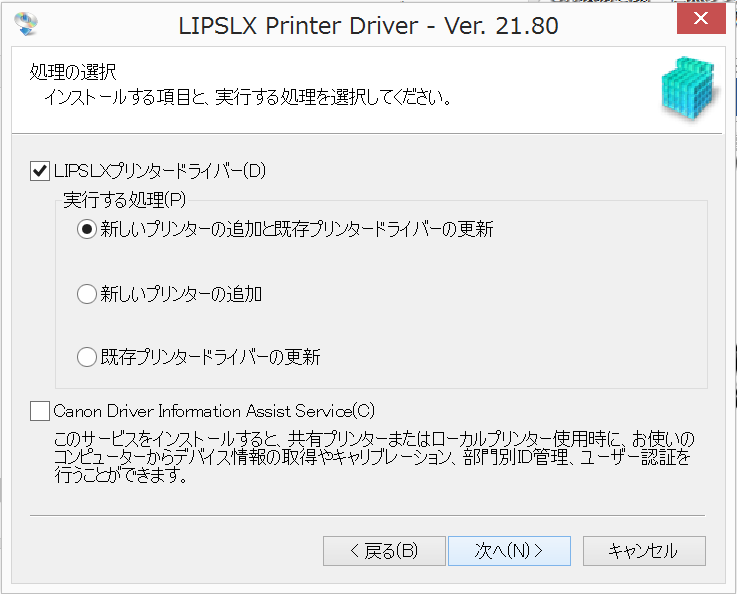 LIPSLX Printer Driver - Ver. 21.80
処理の選択
インストールする項目と、実行する処理を選択してください。
LIPSLXプリンタードライバー(D)
実行する処理(P)
新しいプリンターの追加と既存プリンタードライバーの更新
新しいプリンターの追加
既存プリンタードライバーの更新
Canon Driver Information Assist Service(C)
このサービスをインストールすると、共有プリンターまたはローカルプリンター使用時に、お使いの
コンピューターからデバイス情報の取得やキャリブレーション、部門別ID管理、ユーザー認証を
行うことができます。
< 戻る(B)
次へ(N) >
キャンセル